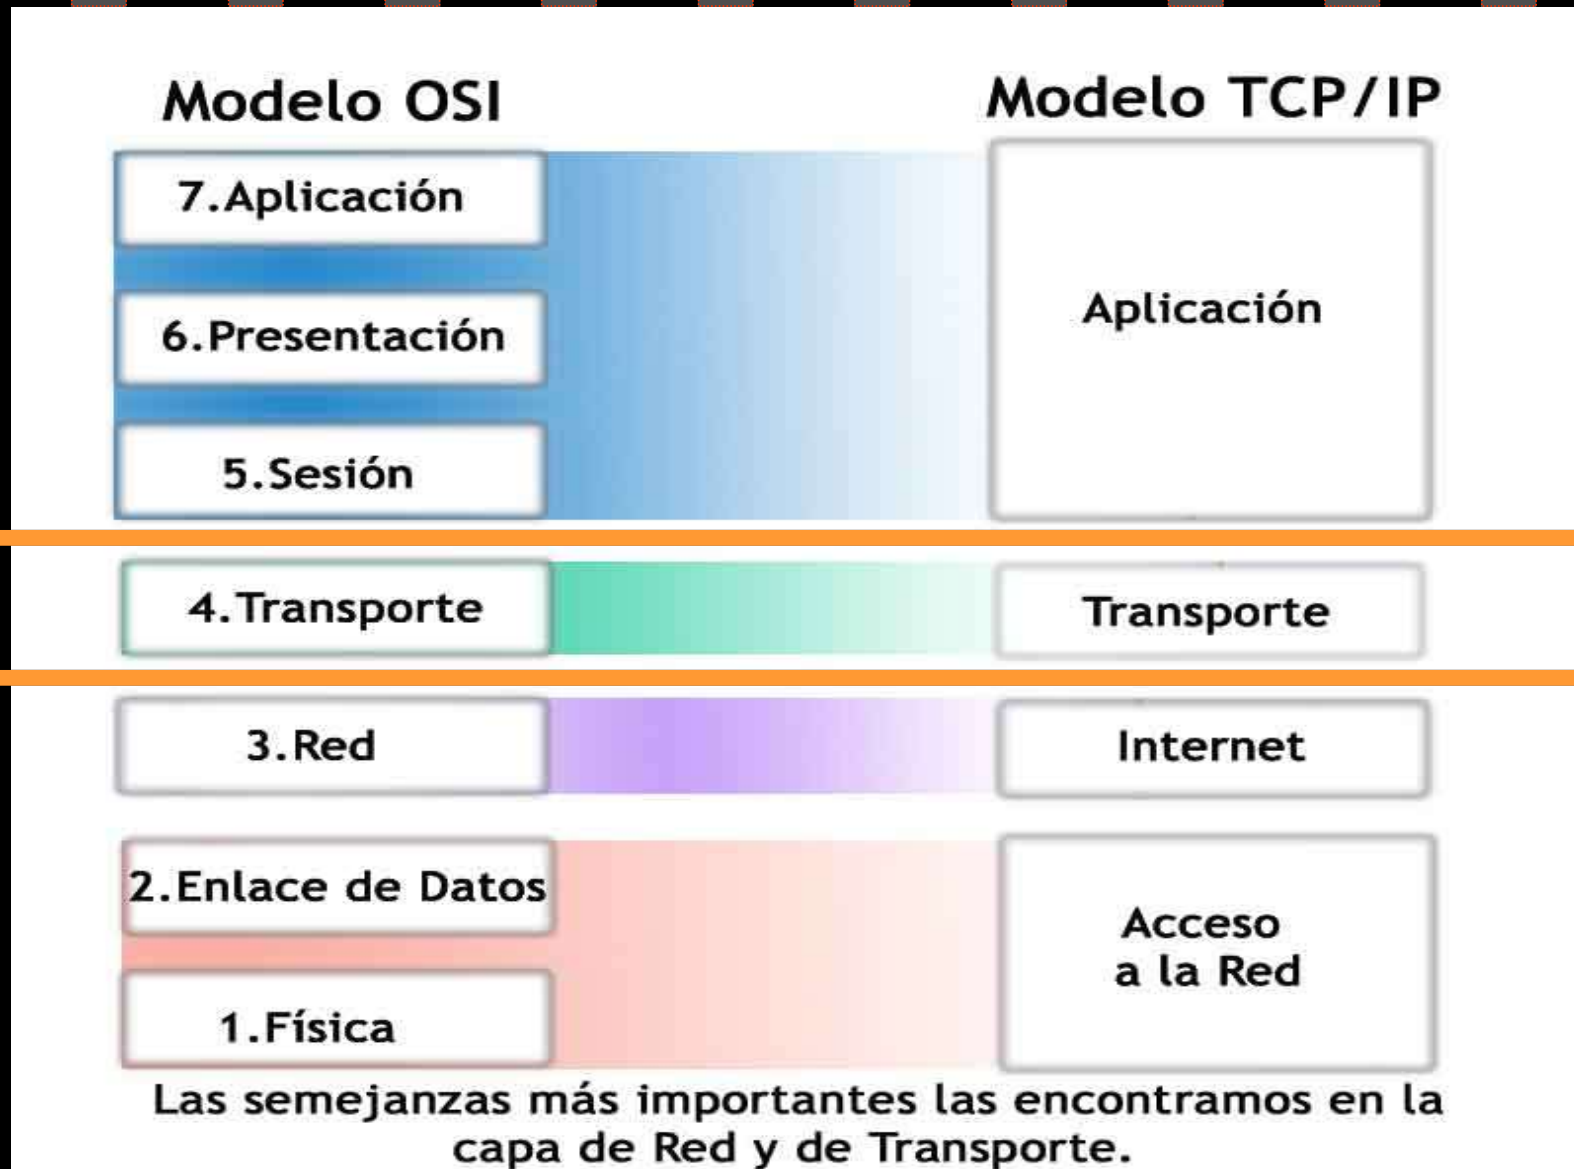 Modelo OSI
Modelo TCP/IP
7.Aplicación
6.Presentación
5.Sesión
Aplicación
4.Transporte
Transporte
3.Red
Internet
2.Enlace de Datos
1.Física
Acceso
a la Red
Las semejanzas más importantes las encontramos en la
capa de Red y de Transporte.